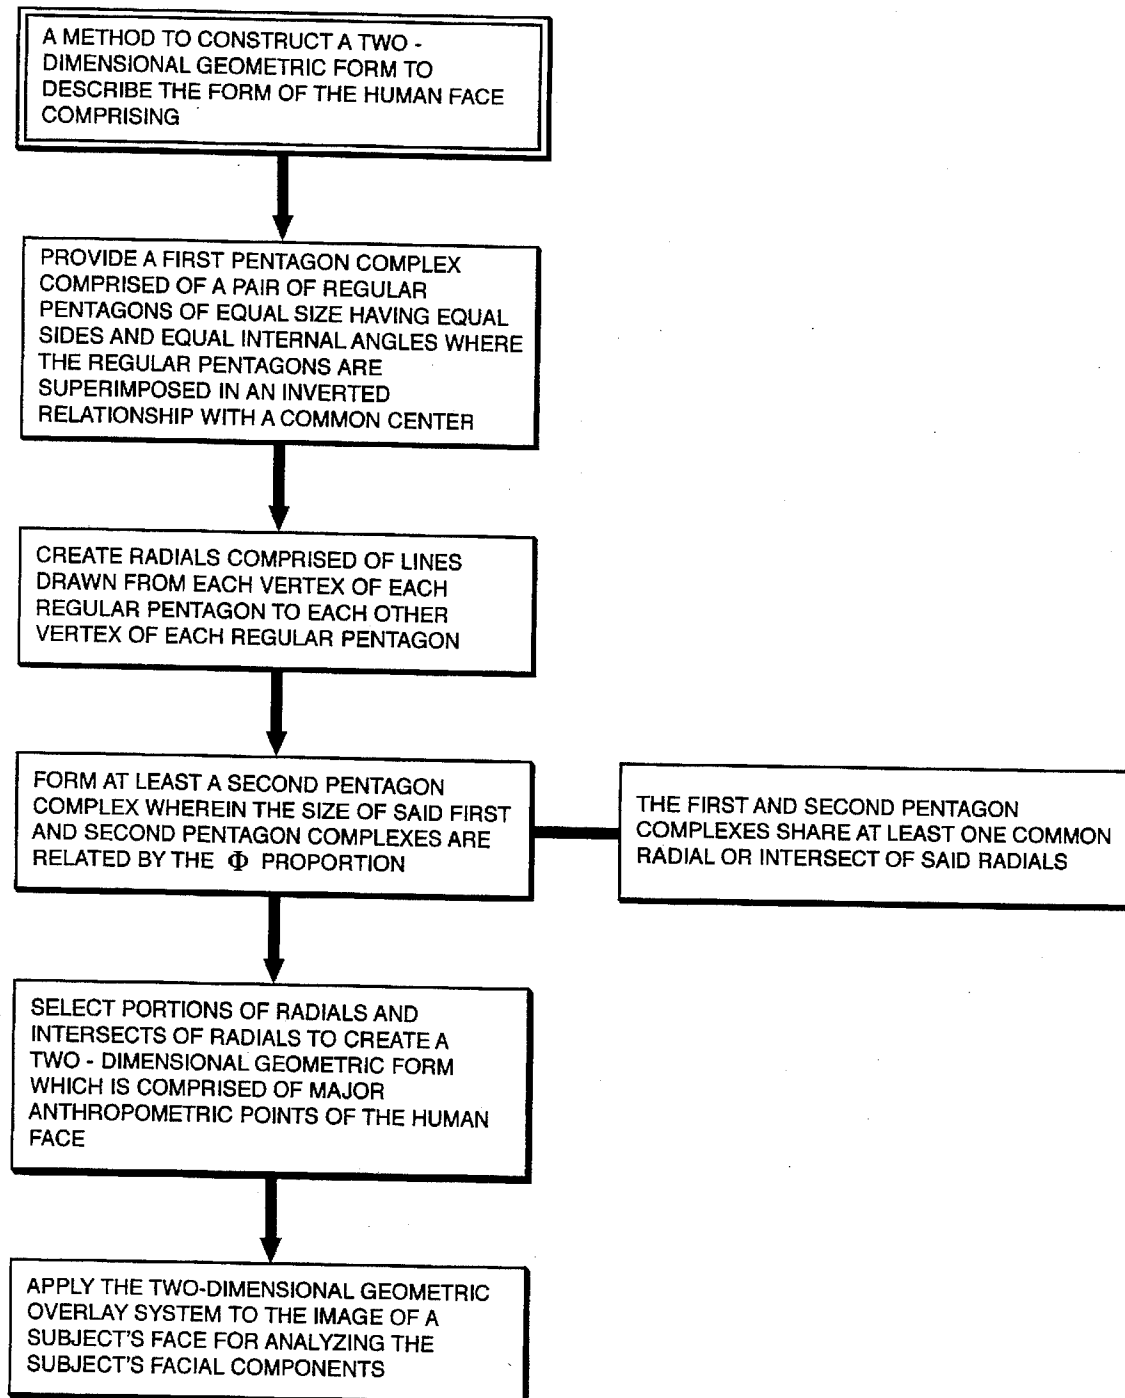 A METHOD TO CONSTRUCT A TWO -
DIMENSIONAL GEOMETRIC FORM TO
DESCRIBE THE FORM OF THE HUMAN FACE
COMPRISING
PROVIDE A FIRST PENTAGON COMPLEX
COMPRISED OF A PAIR OF REGULAR
PENTAGONS OF EQUAL SIZE HAVING EQUAL
SIDES AND EQUAL INTERNAL ANGLES WHERE
THE REGULAR PENTAGONS ARE
SUPERIMPOSED IN AN INVERTED
RELATIONSHIP WITH A COMMON CENTER
CREATE RADIALS COMPRISED OF LINES
DRAWN FROM EACH VERTEX OF EACH
REGULAR PENTAGON TO EACH OTHER
VERTEX OF EACH REGULAR PENTAGON
FORM AT LEAST A SECOND PENTAGON
COMPLEX WHEREIN THE SIZE OF SAID FIRST
AND SECOND PENTAGON COMPLEXES ARE
RELATED BY THE Φ PROPORTION
THE FIRST AND SECOND PENTAGON
COMPLEXES SHARE AT LEAST ONE COMMON
RADIAL OR INTERSECT OF SAID RADIALS
SELECT PORTIONS OF RADIALS AND
INTERSECTS OF RADIALS TO CREATE A
TWO - DIMENSIONAL GEOMETRIC FORM
WHICH IS COMPRISED OF MAJOR
ANTHROPOMETRIC POINTS OF THE HUMAN
FACE
APPLY THE TWO-DIMENSIONAL GEOMETRIC
OVERLAY SYSTEM TO THE IMAGE OF A
SUBJECT'S FACE FOR ANALYZING THE
SUBJECT'S FACIAL COMPONENTS